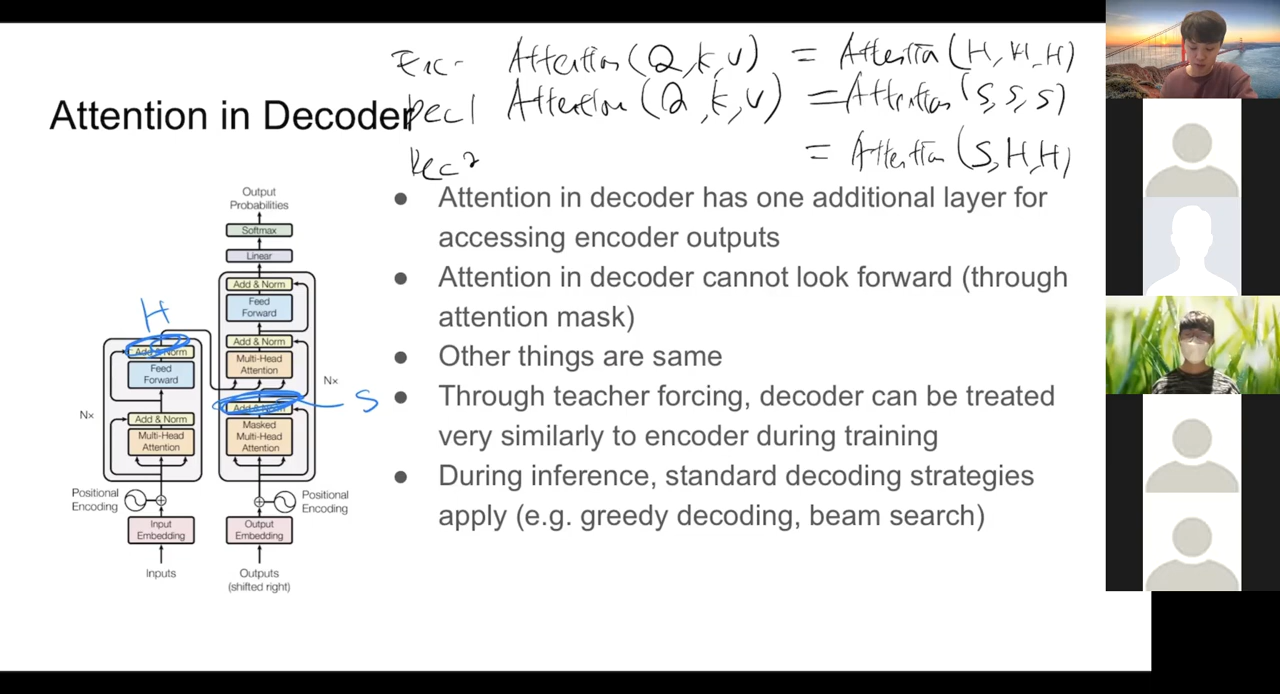 Enc- Attention(Q,K,V) = Attention(H,H,H)
Dec1 Attention(Q,K,V) = Attention(S,S,S)
Attention in Decoder
Dec2 = Attention(S,H,H)
Attention in decoder has one additional layer for
accessing encoder outputs
Attention in decoder cannot look forward (through
attention mask)
Other things are same
Through teacher forcing, decoder can be treated
very similarly to encoder during training
During inference, standard decoding strategies
apply (e.g. greedy decoding, beam search)
Output
Probabilities
Softmax
Linear
Add & Norm
Feed
Forward
Add & Norm
Multi-Head
Attention
Nx
Add & Norm
S
Masked
Multi-Head
Attention
Positional
Encoding
Output
Embedding
Outputs
(shifted right)
H
Add & Norm
Feed
Forward
Nx
Add & Norm
Multi-Head
Attention
Positional
Encoding
Input
Embedding
Inputs